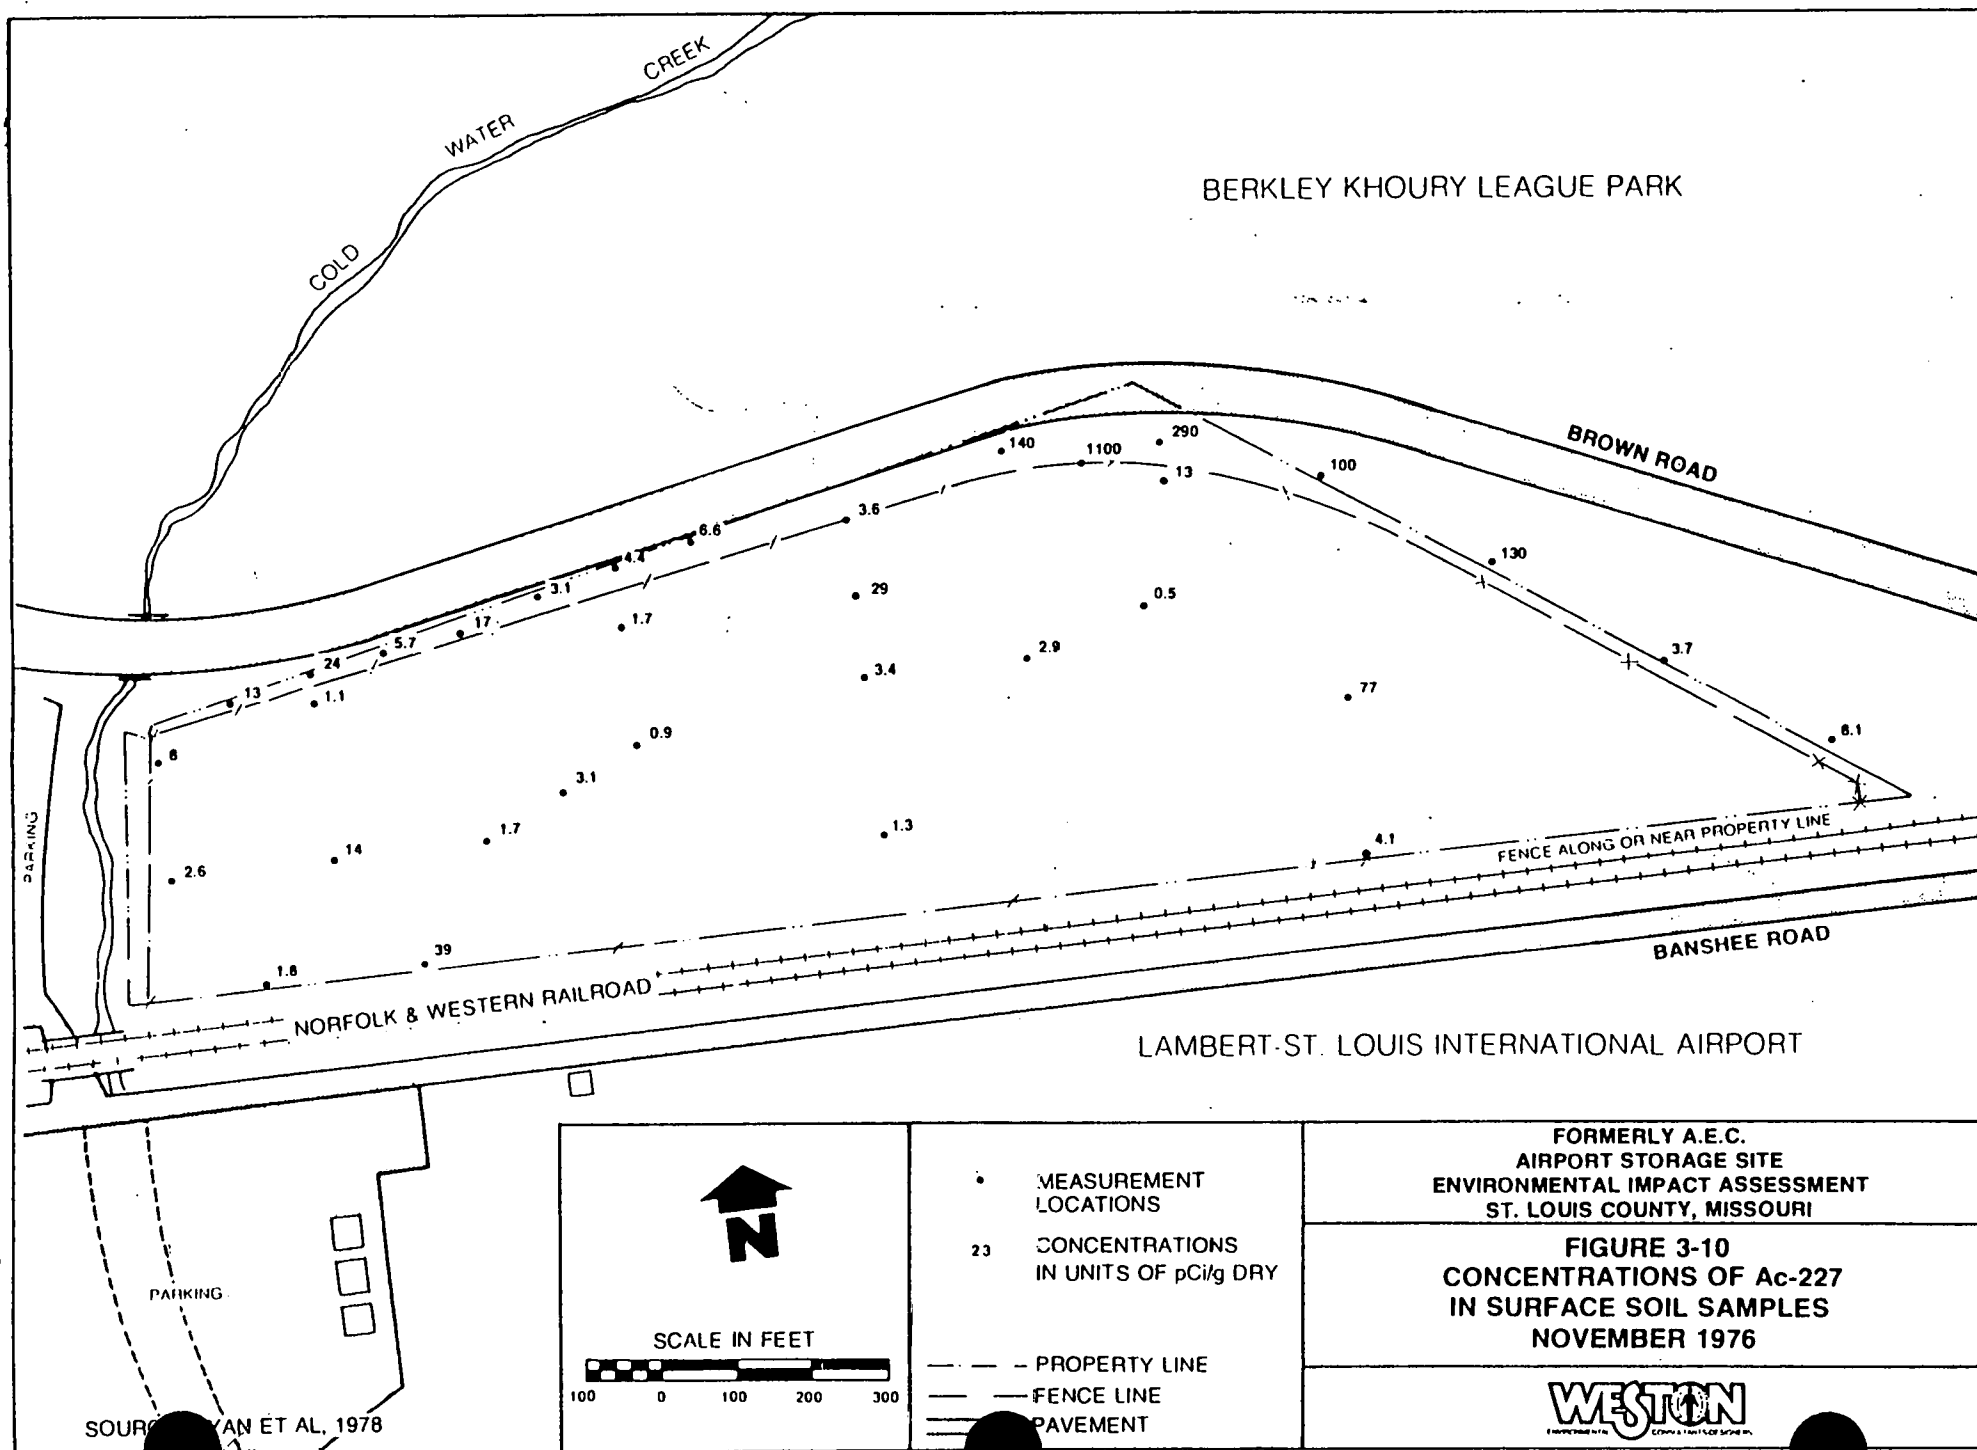 CREEK
WATER
COLD
BERKLEY KHOURY LEAGUE PARK
BROWN ROAD
290
140
1100
100
13
3.6
6.6
4.4
130
3.1
29
0.5
17
1.7
5.7
2.9
3.7
24
3.4
13
1.1
77
0.9
6.1
6
3.1
1.7
1.3
4.1
14
2.6
PARKING
FENCE ALONG OR NEAR PROPERTY LINE
39
1.8
BANSHEE ROAD
NORFOLK & WESTERN RAILROAD
LAMBERT-ST. LOUIS INTERNATIONAL AIRPORT
PARKING
N
SCALE IN FEET
100 0 100 200 300
MEASUREMENT
LOCATIONS
23 CONCENTRATIONS
IN UNITS OF pCi/g DRY
PROPERTY LINE
FENCE LINE
PAVEMENT
FORMERLY A.E.C.
AIRPORT STORAGE SITE
ENVIRONMENTAL IMPACT ASSESSMENT
ST. LOUIS COUNTY, MISSOURI
FIGURE 3-10
CONCENTRATIONS OF Ac-227
IN SURFACE SOIL SAMPLES
NOVEMBER 1976
WESTON
ET AL, 1978